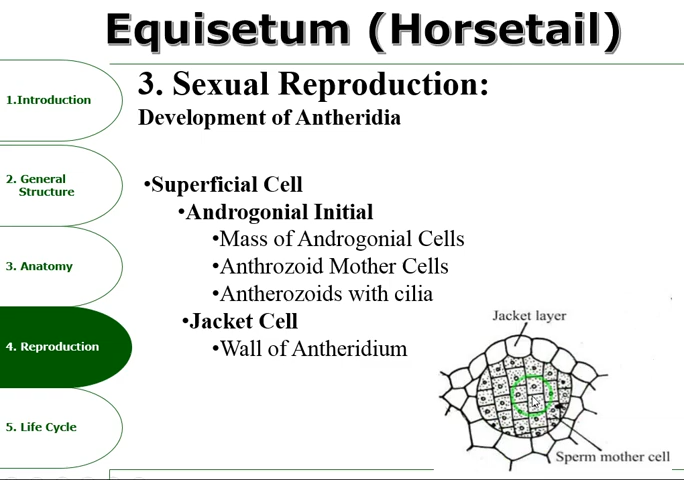 Equisetum (Horsetail)
3. Sexual Reproduction:
Development of Antheridia
1.Introduction
2. General
Structure
3. Anatomy
4. Reproduction
5. Life Cycle
•Superficial Cell
•Androgonial Initial
•Mass of Androgonial Cells
•Anthrozoid Mother Cells
•Antherozoids with cilia
•Jacket Cell
•Wall of Antheridium
Jacket layer
Sperm mother cell